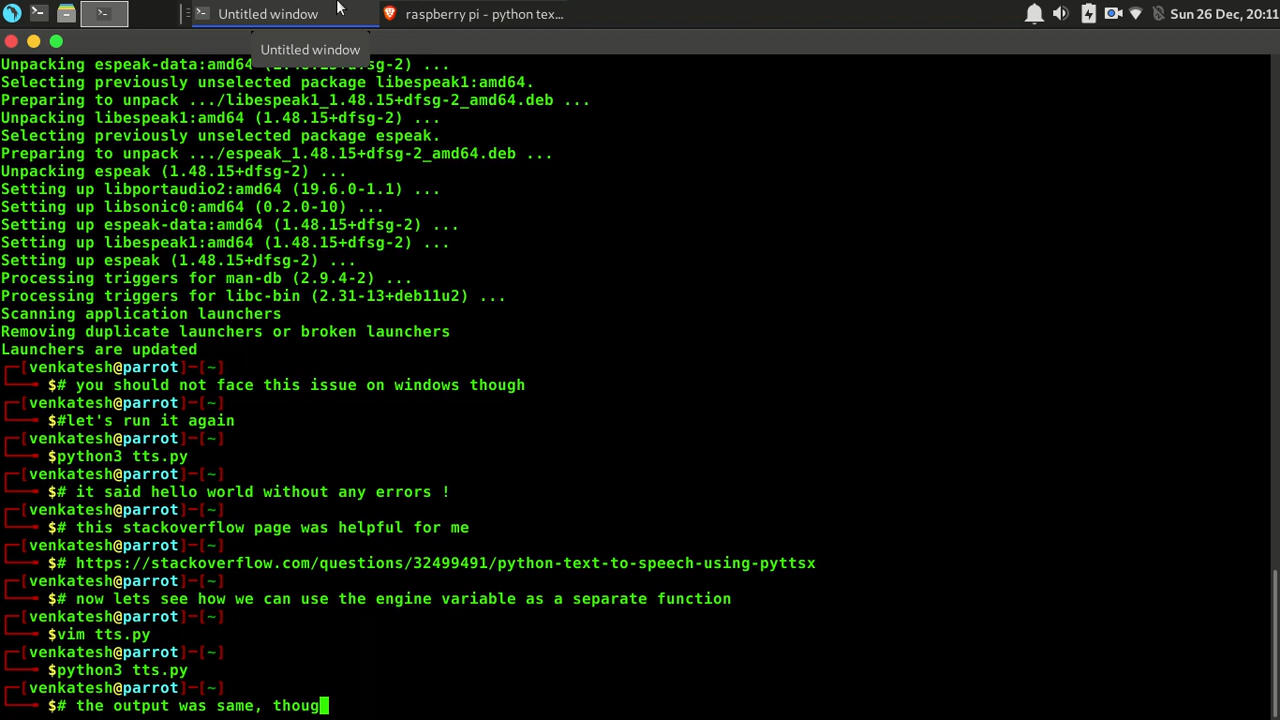 Untitled window
raspberry pi - python tex...
Sun 26 Dec, 20:11
Untitled window
Unpacking espeak-data:amd64 dfsg-2) ...
Selecting previously unselected package libespeak1:amd64.
Preparing to unpack .../libespeak1_1.48.15+dfsg-2_amd64.deb ...
Unpacking libespeak1:amd64 (1.48.15+dfsg-2) ...
Selecting previously unselected package espeak.
Preparing to unpack .../espeak_1.48.15+dfsg-2_amd64.deb ...
Unpacking espeak (1.48.15+dfsg-2) ...
Setting up libportaudio2:amd64 (19.6.0-1.1) ...
Setting up libsonic0:amd64 (0.2.0-10) ...
Setting up espeak-data:amd64 (1.48.15+dfsg-2) ...
Setting up libespeak1:amd64 (1.48.15+dfsg-2) ...
Setting up espeak (1.48.15+dfsg-2) ...
Processing triggers for man-db (2.9.4-2) ...
Processing triggers for libc-bin (2.31-13+deb11u2) ...
Scanning application launchers
Removing duplicate launchers or broken launchers
Launchers are updated
┌─[venkatesh@parrot]─[~]
└──╼ $# you should not face this issue on windows though
┌─[venkatesh@parrot]─[~]
└──╼ $#let's run it again
┌─[venkatesh@parrot]─[~]
└──╼ $python3 tts.py
┌─[venkatesh@parrot]─[~]
└──╼ $# it said hello world without any errors !
┌─[venkatesh@parrot]─[~]
└──╼ $# this stackoverflow page was helpful for me
┌─[venkatesh@parrot]─[~]
└──╼ $# https://stackoverflow.com/questions/32499491/python-text-to-speech-using-pyttsx
┌─[venkatesh@parrot]─[~]
└──╼ $# now lets see how we can use the engine variable as a separate function
┌─[venkatesh@parrot]─[~]
└──╼ $vim tts.py
┌─[venkatesh@parrot]─[~]
└──╼ $python3 tts.py
┌─[venkatesh@parrot]─[~]
└──╼ $# the output was same, thoug